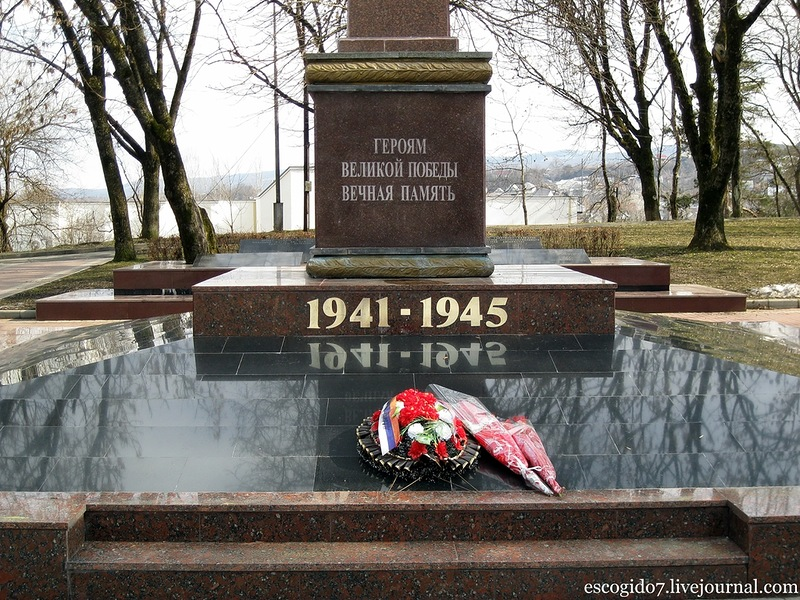 ГЕРОЯМ
ВЕЛИКОЙ ПОБЕДЫ
ВЕЧНАЯ ПАМЯТЬ
1941-1945
escogido7.livejournal.com